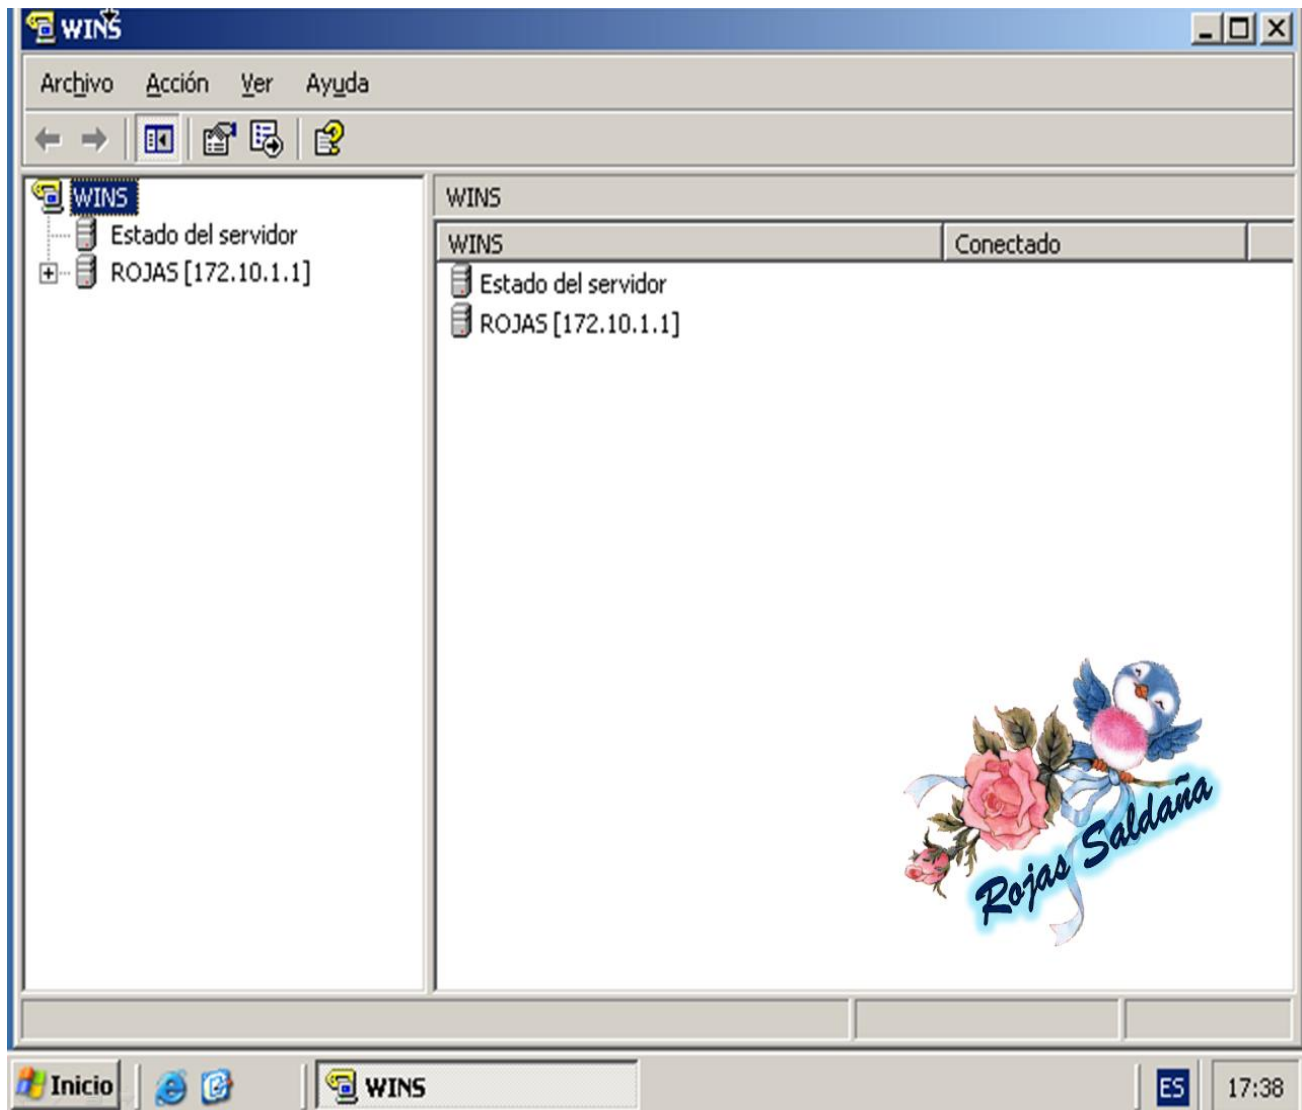 WINS
Archivo Acción Ver Ayuda
WINS
Estado del servidor
ROJAS [172.10.1.1]
WINS
WINS Conectado
Estado del servidor
ROJAS [172.10.1.1]
Rojas Saldaña
Inicio WINS ES 17:38